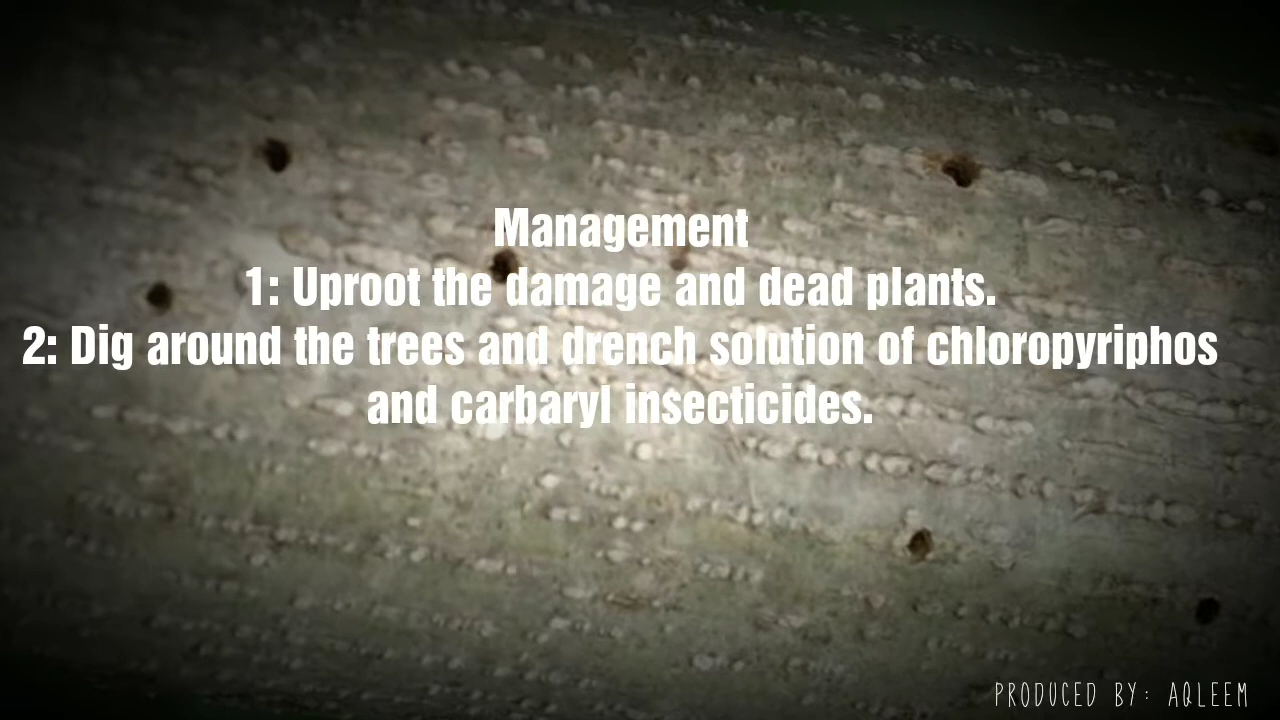 Management
1: Uproot the damage and dead plants.
2: Dig around the trees and drench solution of chloropyriphos
and carbaryl insecticides.
PRODUCED BY: AQLEEM